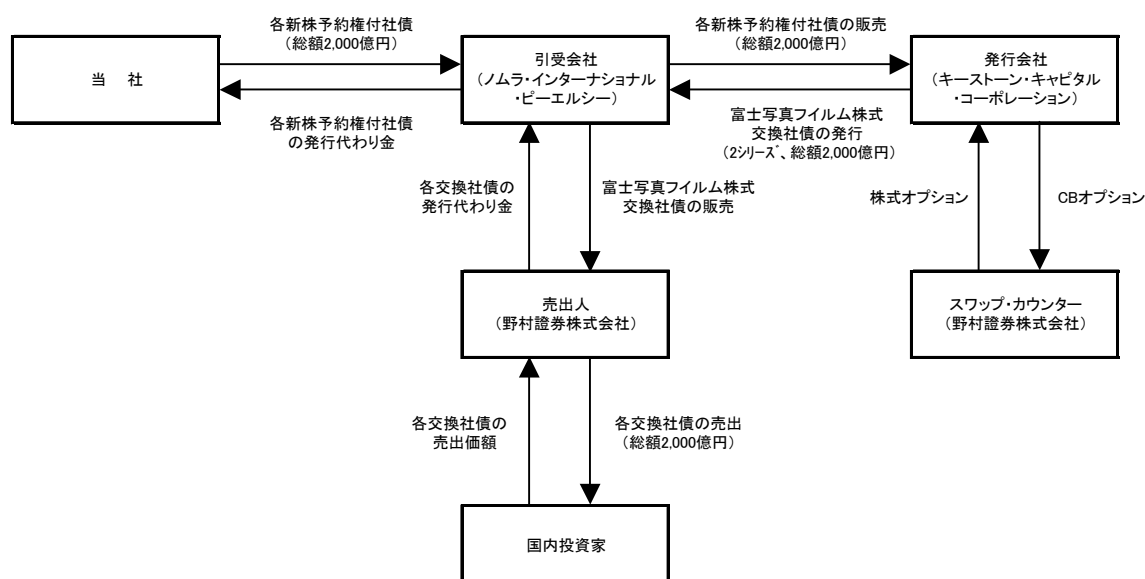 各新株予約権付社債
（総額2,000億円）
各新株予約権付社債の販売
（総額2,000億円）
当　社
引受会社
（ノムラ・インターナショナル
・ピーエルシー）
発行会社
（キーストーン・キャピタル
・コーポレーション）
各新株予約権付社債
の発行代わり金
富士写真フイルム株式
交換社債の発行
（2シリーズ、総額2,000億円）
各交換社債の
発行代わり金
富士写真フイルム株式
交換社債の販売
株式オプション
CBオプション
売出人
（野村證券株式会社）
スワップ・カウンター
（野村證券株式会社）
各交換社債の
売出価額
各交換社債の売出
（総額2,000億円）
国内投資家